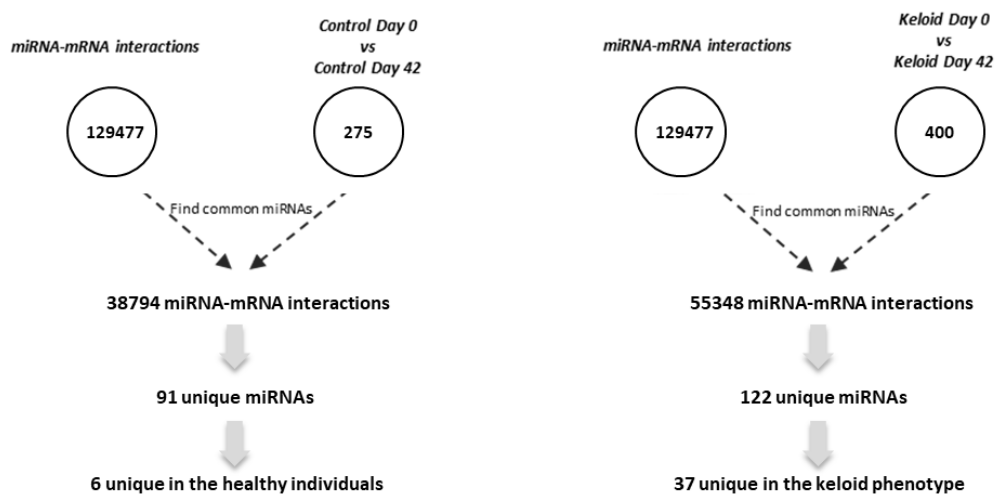 Control Day 0
vs
Control Day 42
miRNA-mRNA interactions
129477
275
Find common miRNAs
38794 miRNA-mRNA interactions
91 unique miRNAs
6 unique in the healthy individuals
Keloid Day 0
vs
Keloid Day 42
miRNA-mRNA interactions
129477
400
Find common miRNAs
55348 miRNA-mRNA interactions
122 unique miRNAs
37 unique in the keloid phenotype